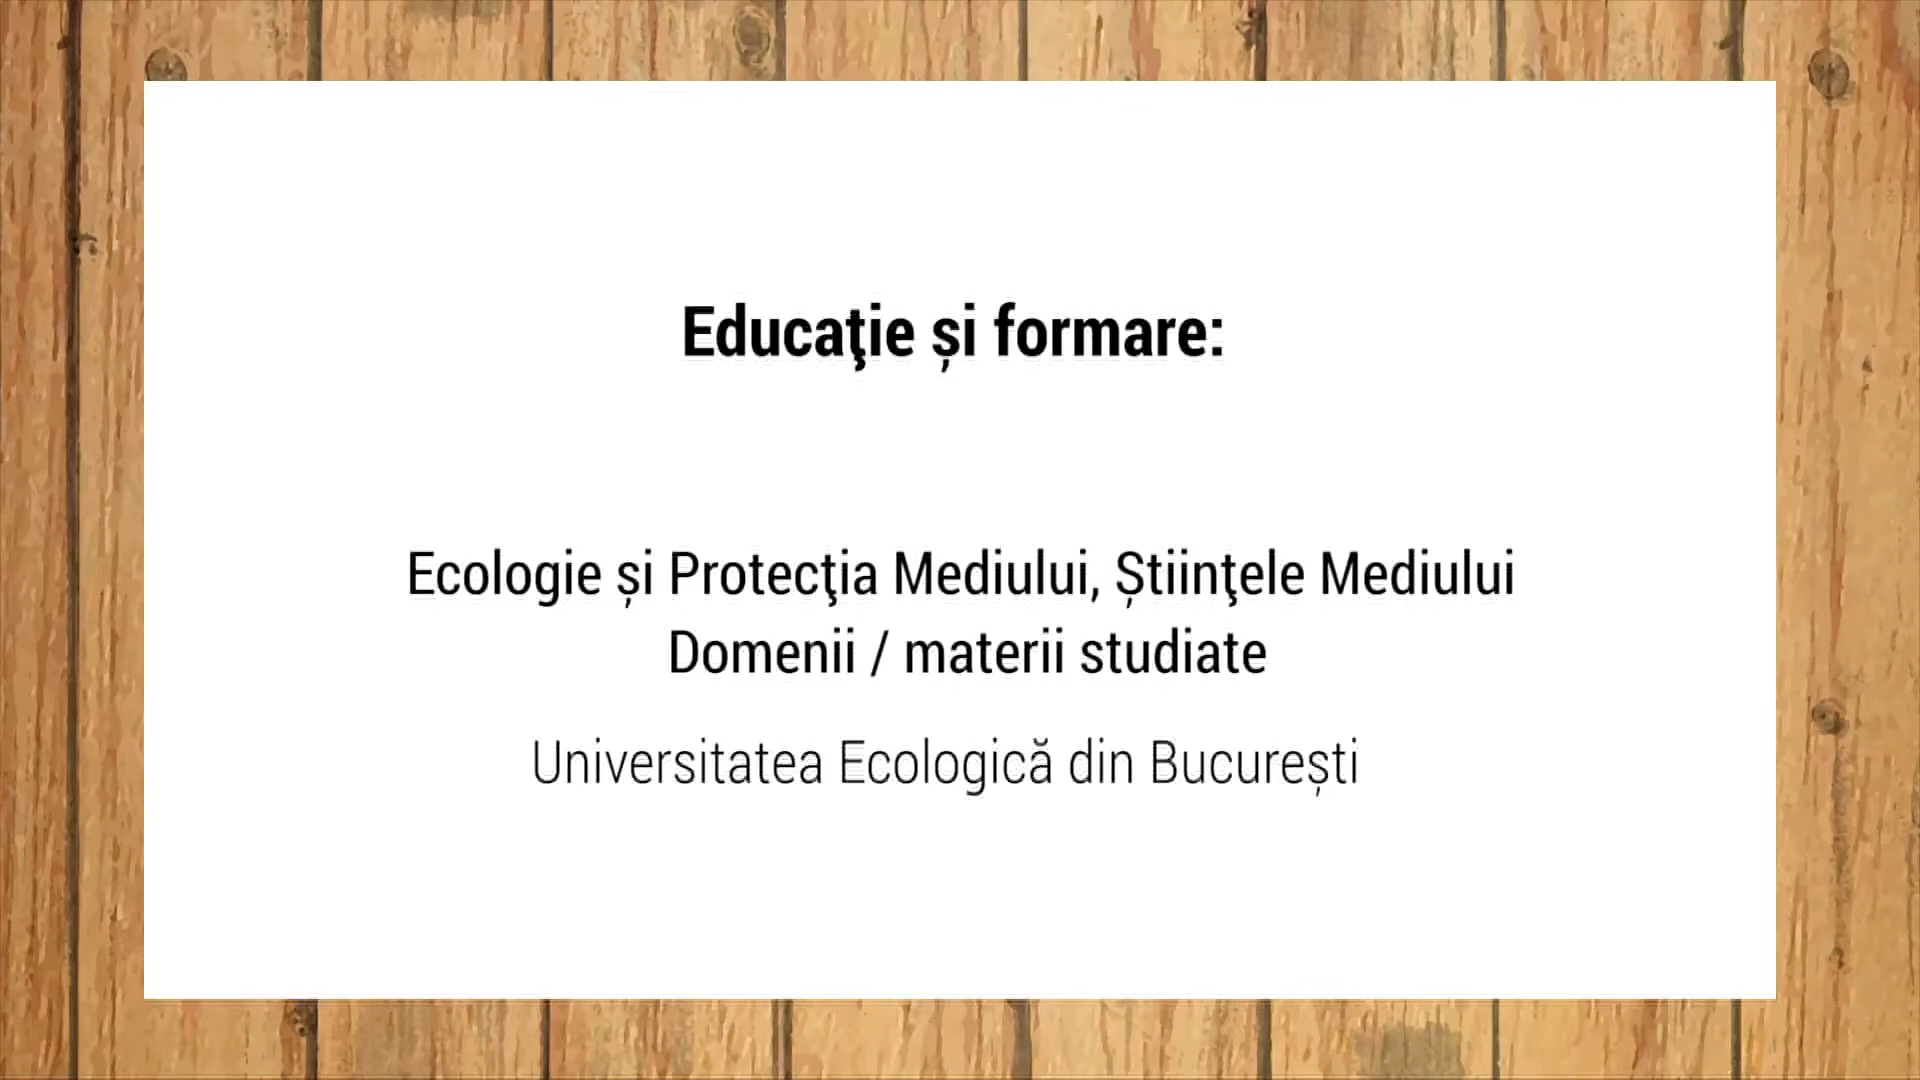 Educaţie și formare:
Ecologie și Protecţia Mediului, Științele Mediului
Domenii / materii studiate
Universitatea Ecologică din București